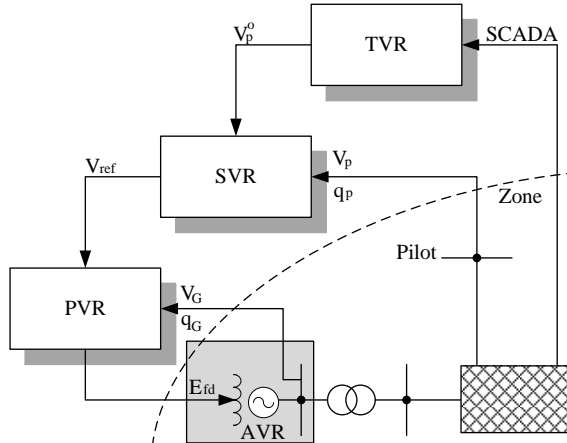 V_p^o
TVR
SCADA
V_ref
SVR
V_p
q_p
Zone
Pilot
PVR
V_G
q_G
E_fd
AVR